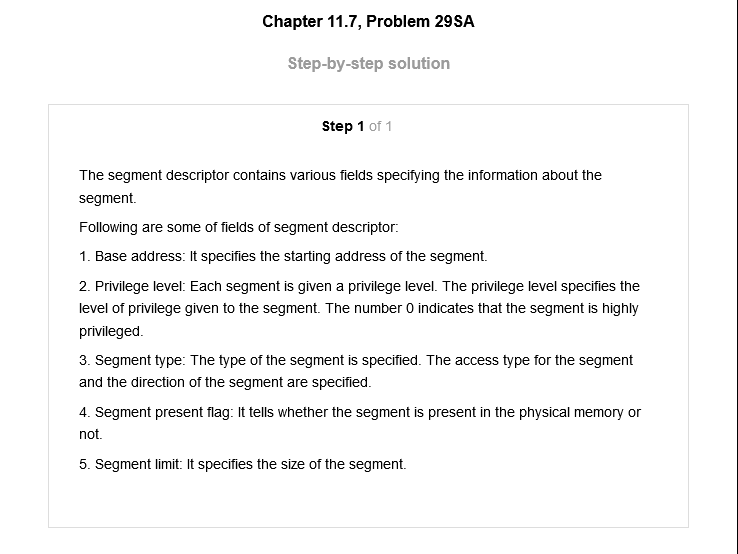 Chapter 11.7, Problem 29SA
Step-by-step solution
Step 1 of 1
The segment descriptor contains various fields specifying the information about the
segment.
Following are some of fields of segment descriptor:
1. Base address: It specifies the starting address of the segment.
2. Privilege level: Each segment is given a privilege level. The privilege level specifies the
level of privilege given to the segment. The number 0 indicates that the segment is highly
privileged.
3. Segment type: The type of the segment is specified. The access type for the segment
and the direction of the segment are specified.
4. Segment present flag: It tells whether the segment is present in the physical memory or
not.
5. Segment limit: It specifies the size of the segment.